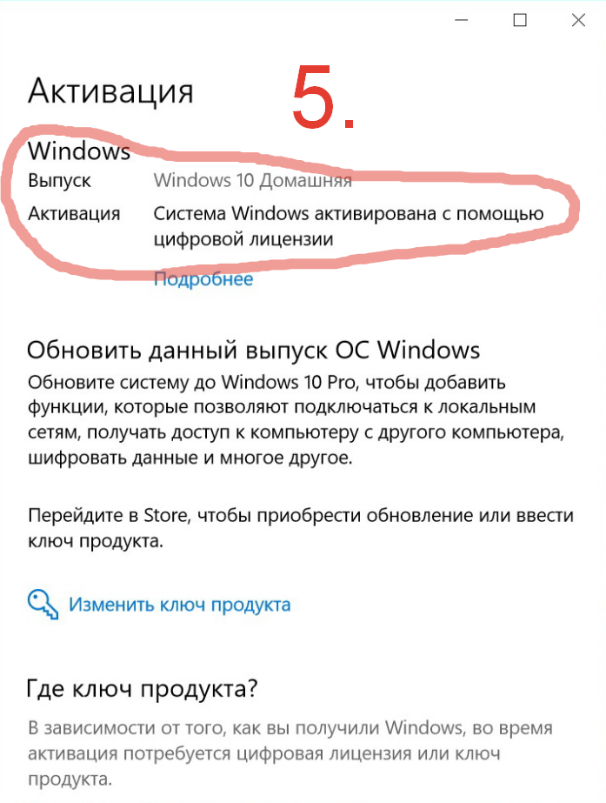 Активация
5.
Windows
Выпуск Windows 10 Домашняя
Активация Система Windows активирована с помощью
цифровой лицензии
Подробнее
Обновить данный выпуск ОС Windows
Обновите систему до Windows 10 Pro, чтобы добавить
функции, которые позволяют подключаться к локальным
сетям, получать доступ к компьютеру с другого компьютера,
шифровать данные и многое другое.
Перейдите в Store, чтобы приобрести обновление или ввести
ключ продукта.
Изменить ключ продукта
Где ключ продукта?
В зависимости от того, как вы получили Windows, во время
активация потребуется цифровая лицензия или ключ
продукта.